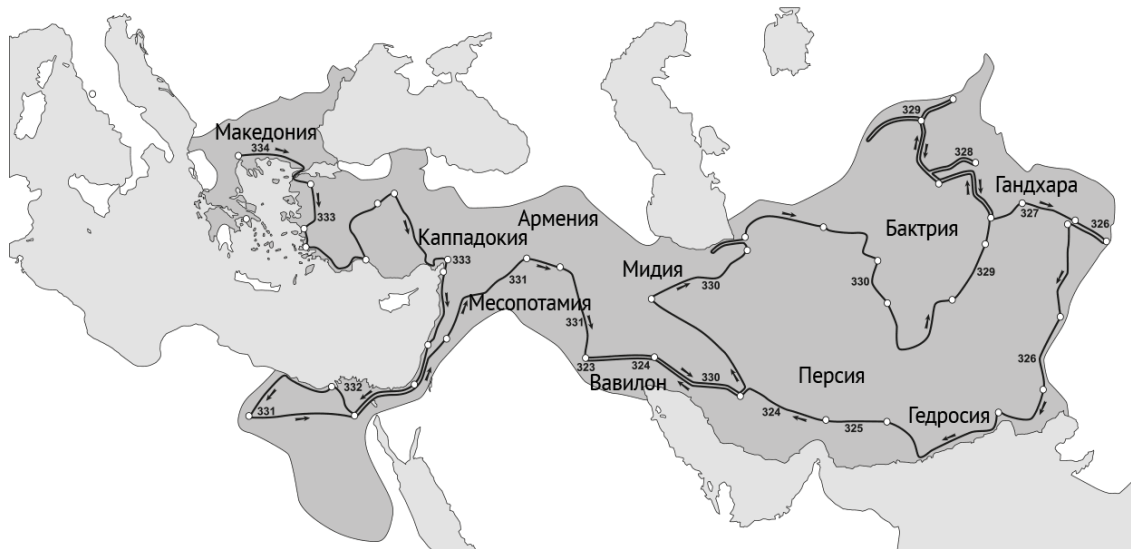 Македония
334
333
Каппадокия
333
Армения
Месопотамия
331
331
332
331
323
324
Вавилон
330
Мидия
330
324
325
Персия
Гедросия
330
329
Бактрия
329
328
Гандхара
327
326
326